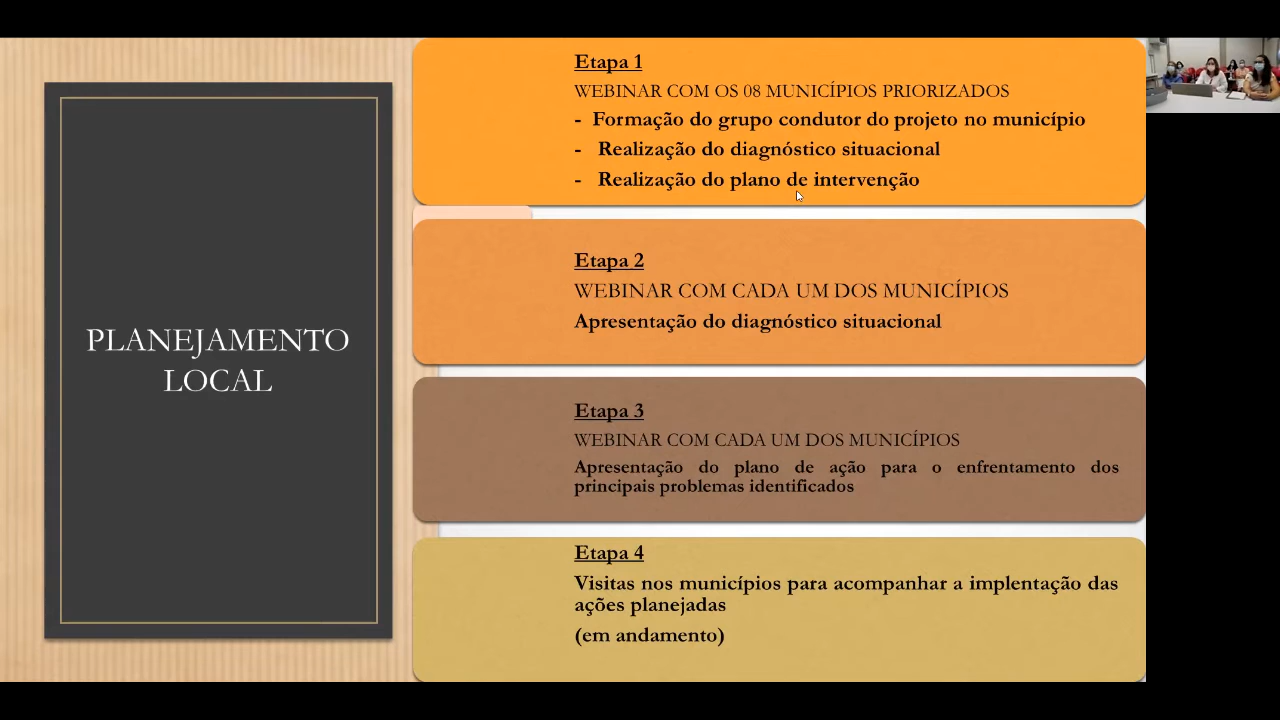 PLANEJAMENTO
LOCAL
Etapa 1
WEBINAR COM OS 08 MUNICÍPIOS PRIORIZADOS
- Formação do grupo condutor do projeto no município
- Realização do diagnóstico situacional
- Realização do plano de intervenção
Etapa 2
WEBINAR COM CADA UM DOS MUNICÍPIOS
Apresentação do diagnóstico situacional
Etapa 3
WEBINAR COM CADA UM DOS MUNICÍPIOS
Apresentação do plano de ação para o enfrentamento dos
principais problemas identificados
Etapa 4
Visitas nos municípios para acompanhar a implentação das
ações planejadas
(em andamento)